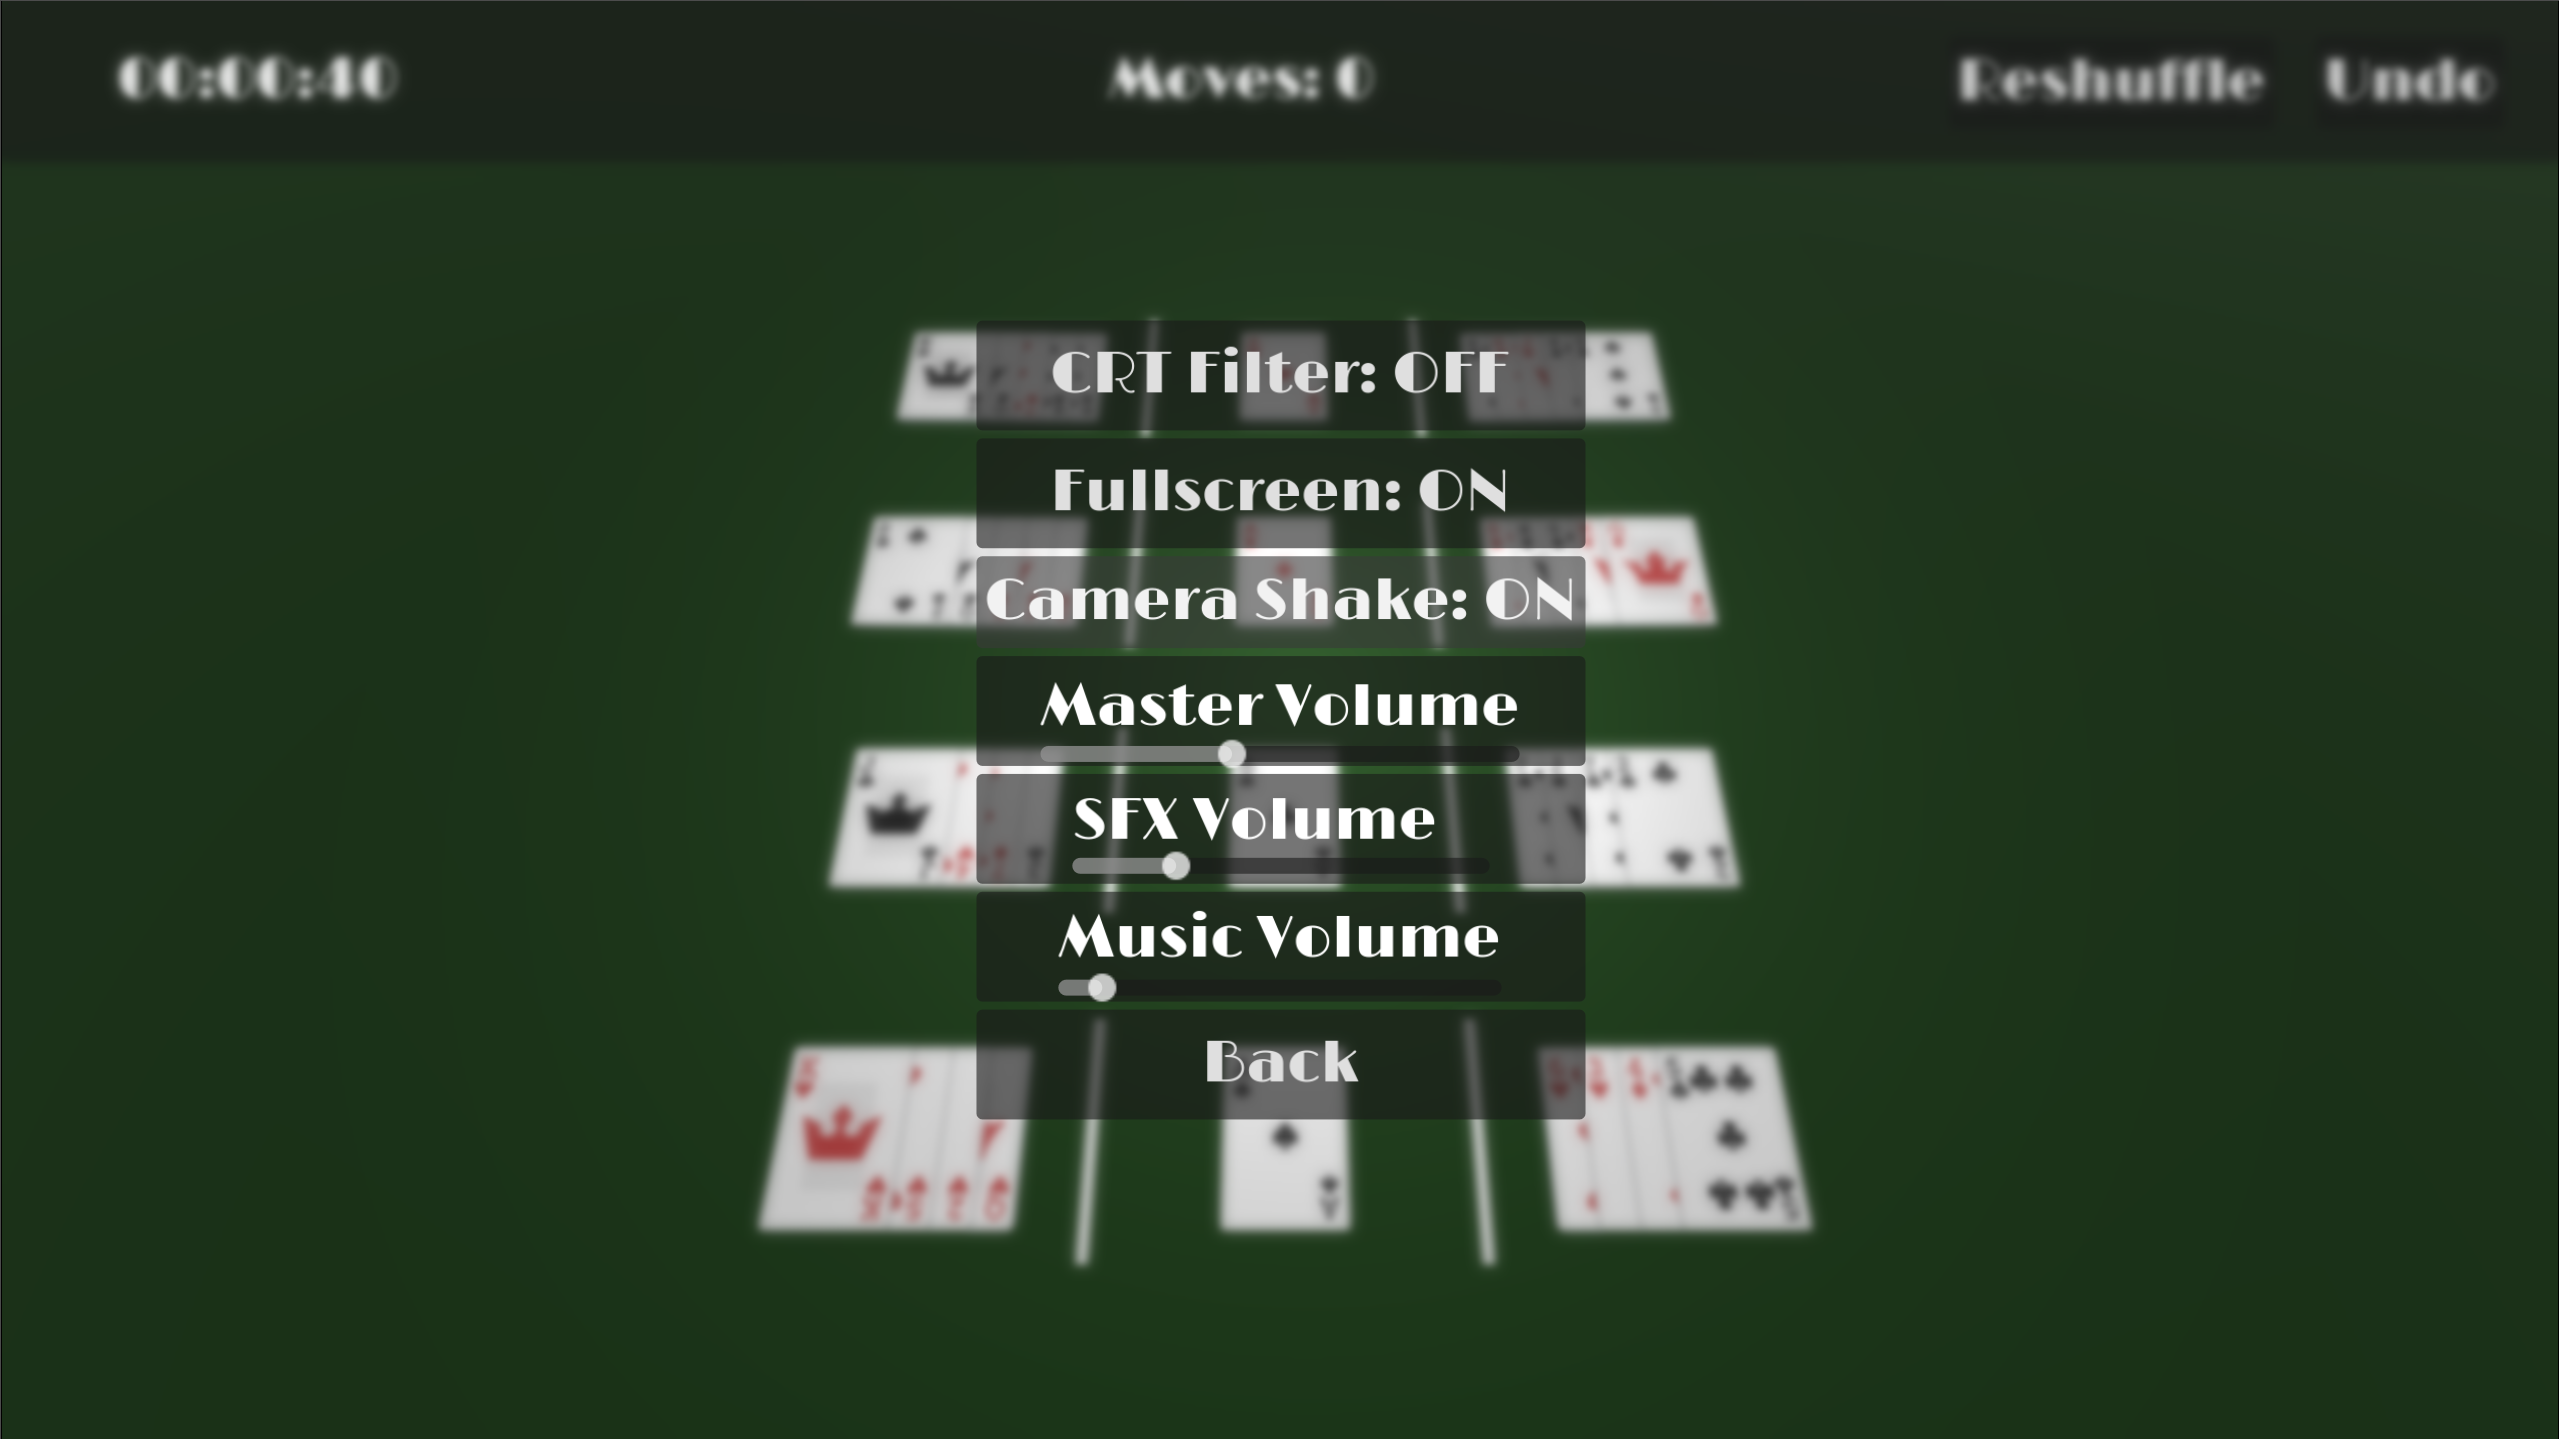 00:00:40
Moves: 0
Reshuffle
Undo
CRT Filter: OFF
Fullscreen: ON
Camera Shake: ON
Master Volume
SFX Volume
Music Volume
Back